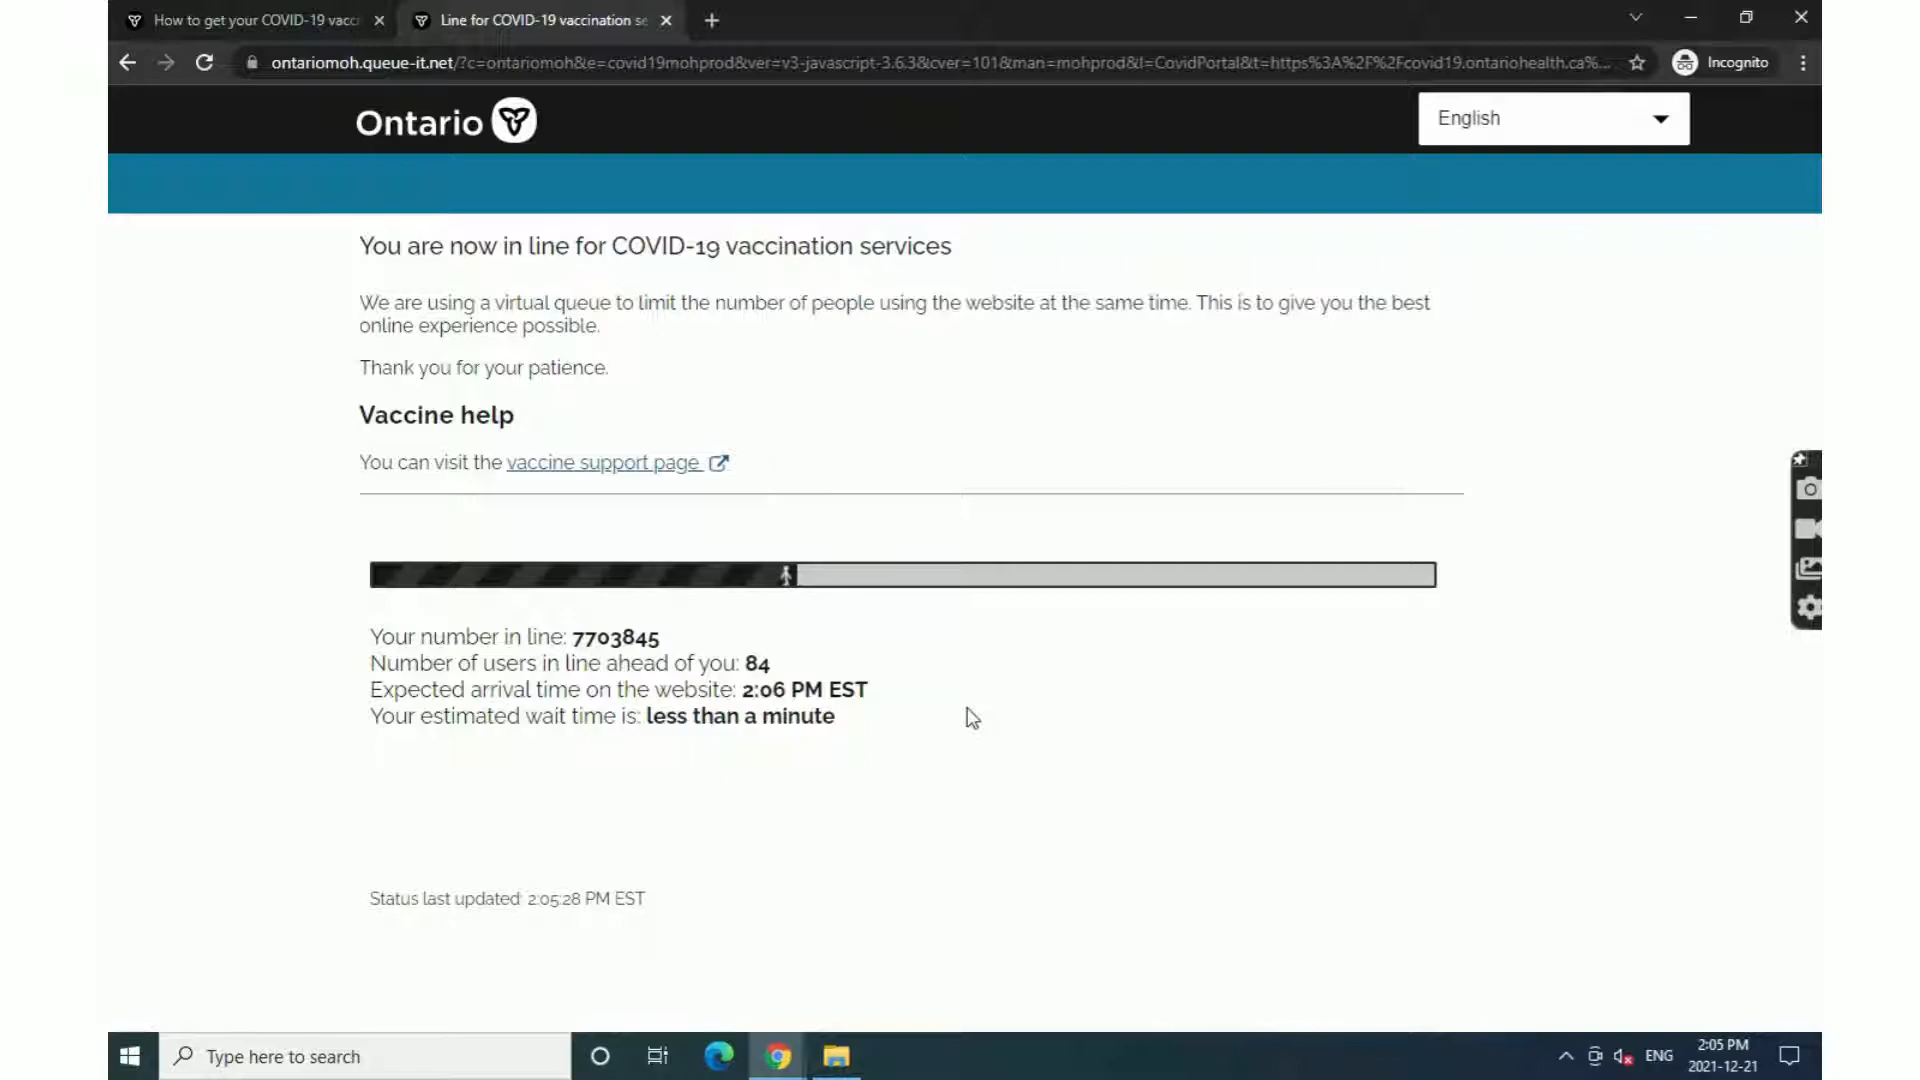 How to get your COVID-19 vacc
Line for COVID-19 vaccination se
ontariomoh.queue-it.net/?c=ontariomoh&e=covid19mohprod&ver=v3-javascript-3.6.3&cver=101&man=mohprod&l=CovidPortal&t=https%3A%2F%2Fcovid19.ontariohealth.ca%...
Incognito
Ontario
English
You are now in line for COVID-19 vaccination services
We are using a virtual queue to limit the number of people using the website at the same time. This is to give you the best
online experience possible.
Thank you for your patience.
Vaccine help
You can visit the vaccine support page
Your number in line: 7703845
Number of users in line ahead of you: 84
Expected arrival time on the website: 2:06 PM EST
Your estimated wait time is: less than a minute
Status last updated: 2:05:28 PM EST
Type here to search
ENG
2:05 PM
2021-12-21